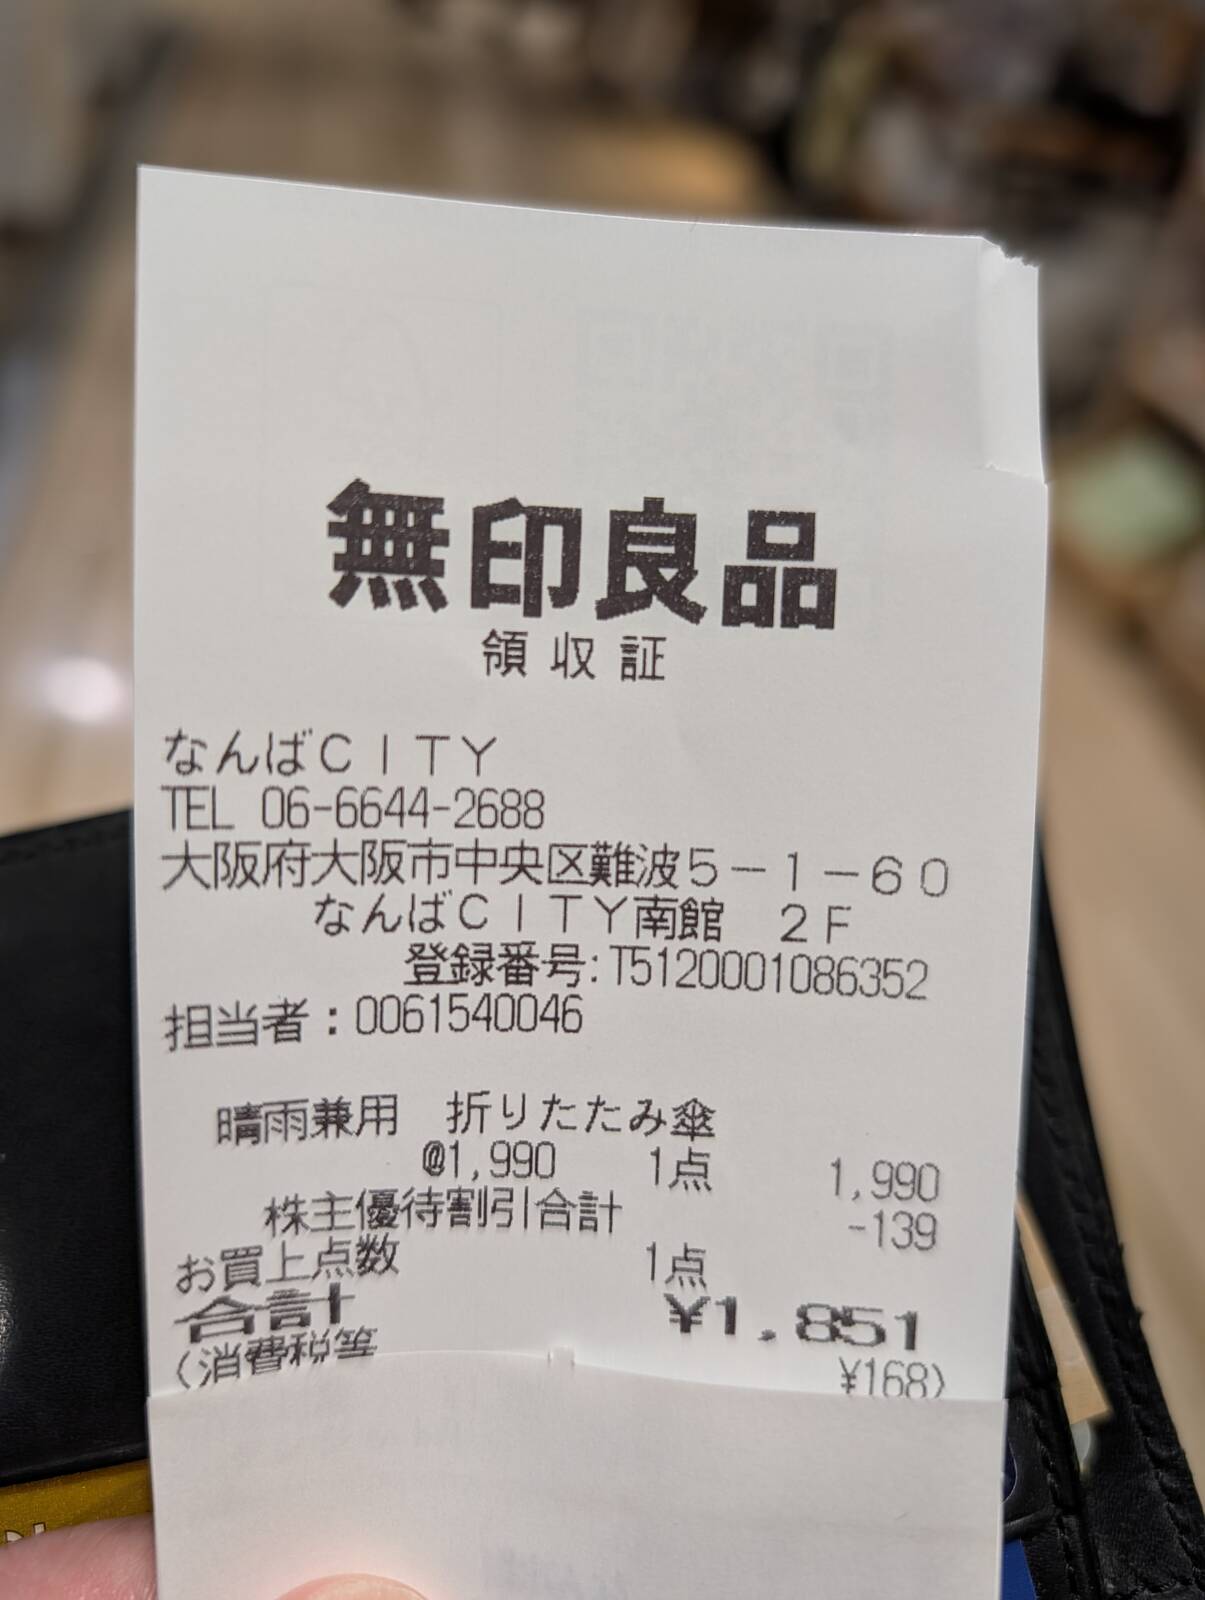 無印良品
領収証
なんばCITY
TEL 06-6644-2688
大阪府大阪市中央区難波5-1-60
なんばCITY南館 2F
登録番号:T5120001086352
担当者:0061540046
晴雨兼用 折りたたみ傘
@1,990 1点 1,990
株主優待割引合計 -139
お買上点数 1点
合計 ¥1,851
(消費税等 ¥168)